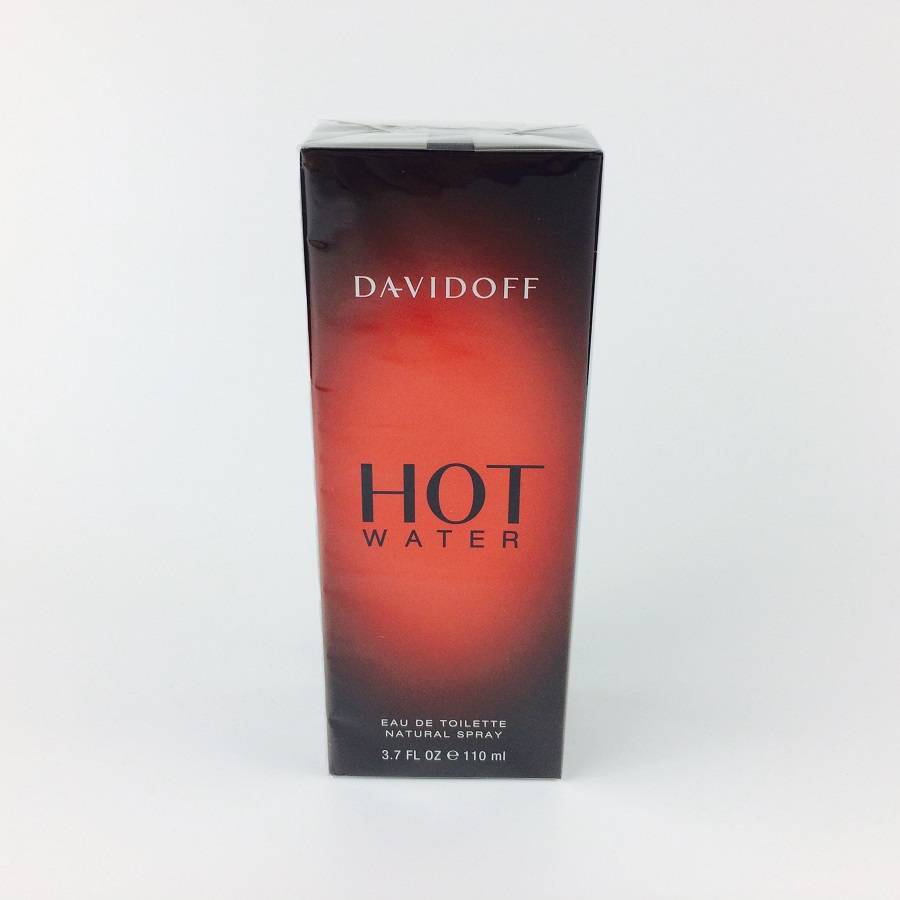 DAVIDOFF
HOT
WATER
EAU DE TOILETTE
NATURAL SPRAY
3.7 FL OZ ℮ 110 ml